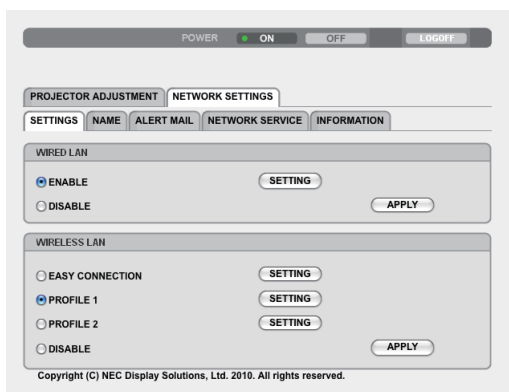 POWER ON OFF LOGOFF
PROJECTOR ADJUSTMENT NETWORK SETTINGS
SETTINGS NAME ALERT MAIL NETWORK SERVICE INFORMATION
WIRED LAN
ENABLE SETTING
DISABLE APPLY
WIRELESS LAN
EASY CONNECTION SETTING
PROFILE 1 SETTING
PROFILE 2 SETTING
DISABLE APPLY
Copyright (C) NEC Display Solutions, Ltd. 2010. All rights reserved.